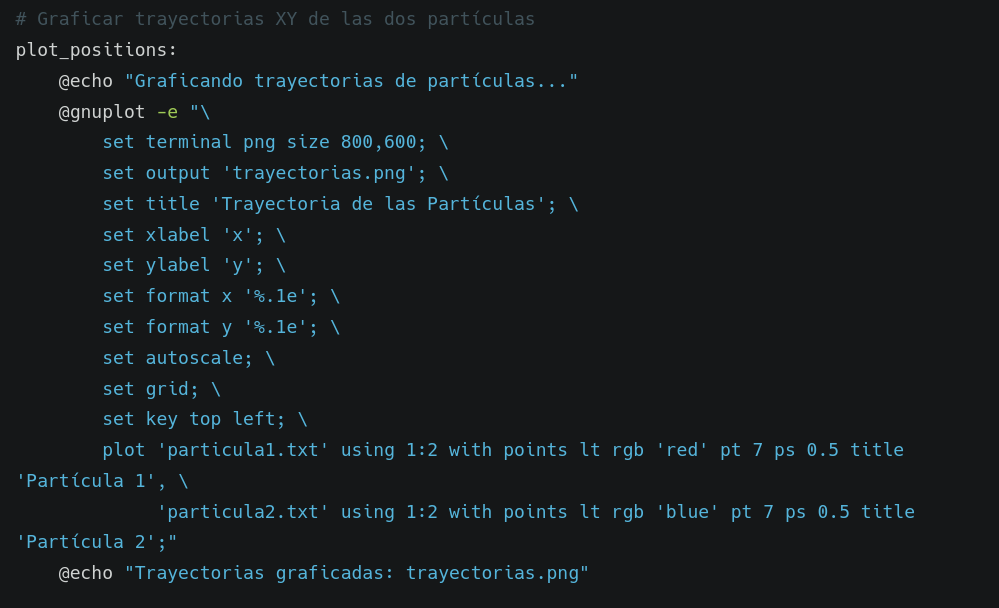 # Graficar trayectorias XY de las dos partículas
plot_positions:
    @echo "Graficando trayectorias de partículas..."
    @gnuplot -e "\
        set terminal png size 800,600; \
        set output 'trayectorias.png'; \
        set title 'Trayectoria de las Partículas'; \
        set xlabel 'x'; \
        set ylabel 'y'; \
        set format x '%.1e'; \
        set format y '%.1e'; \
        set autoscale; \
        set grid; \
        set key top left; \
        plot 'particula1.txt' using 1:2 with points lt rgb 'red' pt 7 ps 0.5 title
'Partícula 1', \
             'particula2.txt' using 1:2 with points lt rgb 'blue' pt 7 ps 0.5 title
'Partícula 2';"
    @echo "Trayectorias graficadas: trayectorias.png"